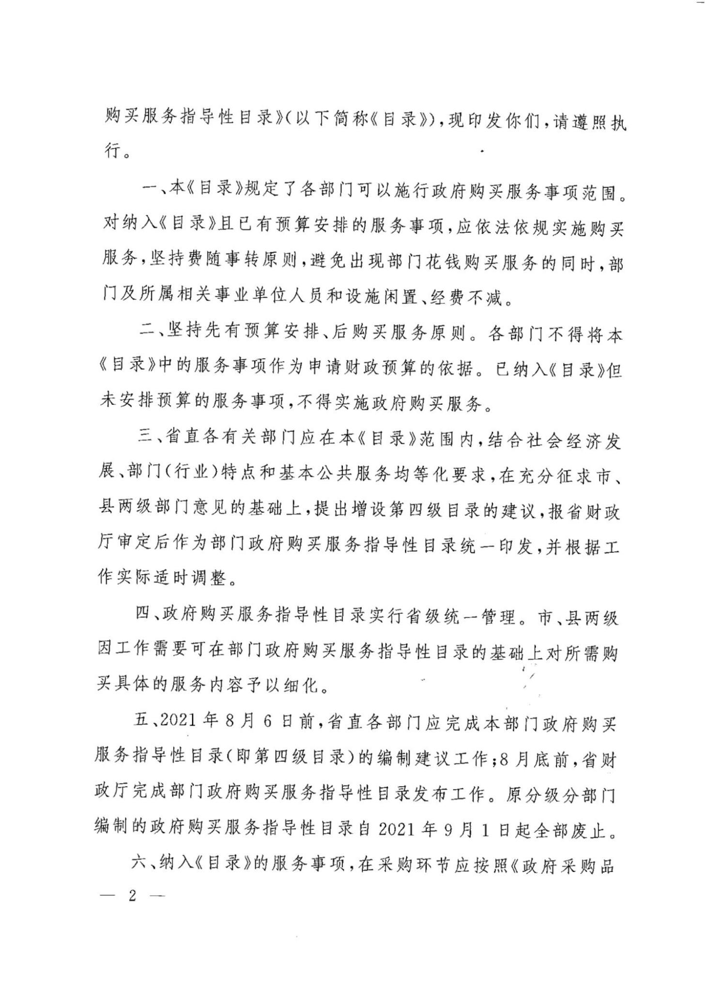 购买服务指导性目录》(以下简称《目录》),现印发你们,请遵照执
行。
一、本《目录》规定了各部门可以施行政府购买服务事项范围。
对纳入《目录》且已有预算安排的服务事项,应依法依规实施购买
服务,坚持费随事转原则,避免出现部门花钱购买服务的同时,部
门及所属相关事业单位人员和设施闲置、经费不减。
二、坚持先有预算安排、后购买服务原则。各部门不得将本
《目录》中的服务事项作为申请财政预算的依据。已纳入《目录》但
未安排预算的服务事项,不得实施政府购买服务。
三、省直各有关部门应在本《目录》范围内,结合社会经济发
展、部门(行业)特点和基本公共服务均等化要求,在充分征求市、
县两级部门意见的基础上,提出增设第四级目录的建议,报省财政
厅审定后作为部门政府购买服务指导性目录统一印发,并根据工
作实际适时调整。
四、政府购买服务指导性目录实行省级统一管理。市、县两级
因工作需要可在部门政府购买服务指导性目录的基础上对所需购
买具体的服务内容予以细化。
五、2021年8月6日前,省直各部门应完成本部门政府购买
服务指导性目录(即第四级目录)的编制建议工作;8月底前,省财
政厅完成部门政府购买服务指导性目录发布工作。原分级分部门
编制的政府购买服务指导性目录自2021年9月1日起全部废止。
六、纳入《目录》的服务事项,在采购环节应按照《政府采购品
— 2 —